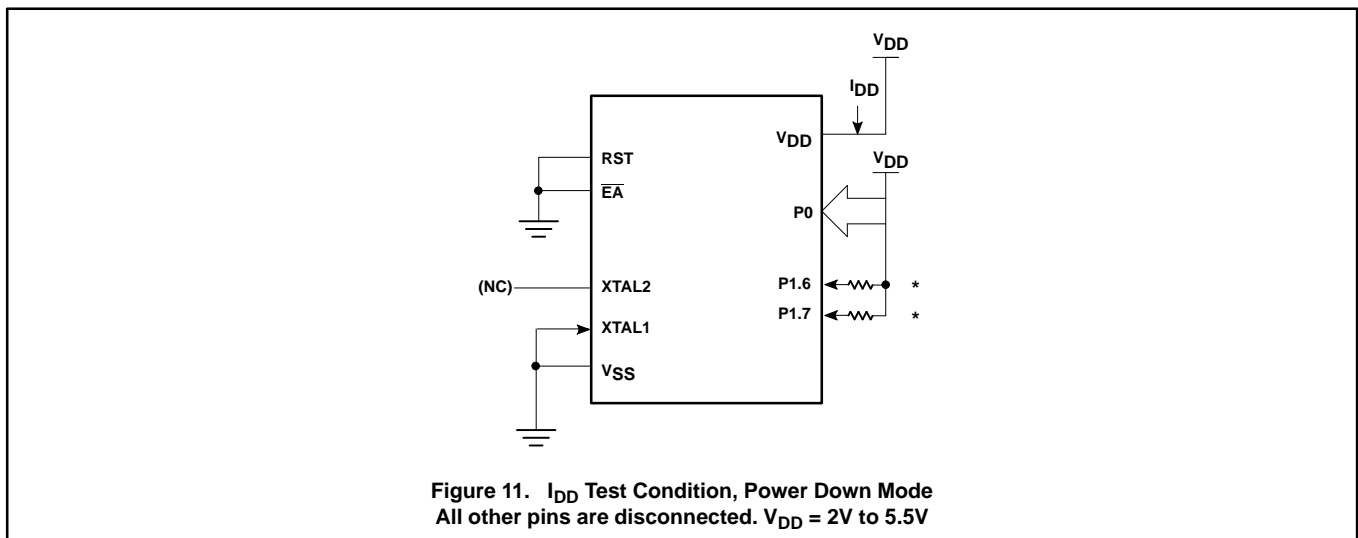 VDD
IDD
VDD
RST
VDD
EA
P0
(NC)
XTAL2
P1.6
*
P1.7
*
XTAL1
VSS
Figure 11. IDD Test Condition, Power Down Mode
All other pins are disconnected. VDD = 2V to 5.5V